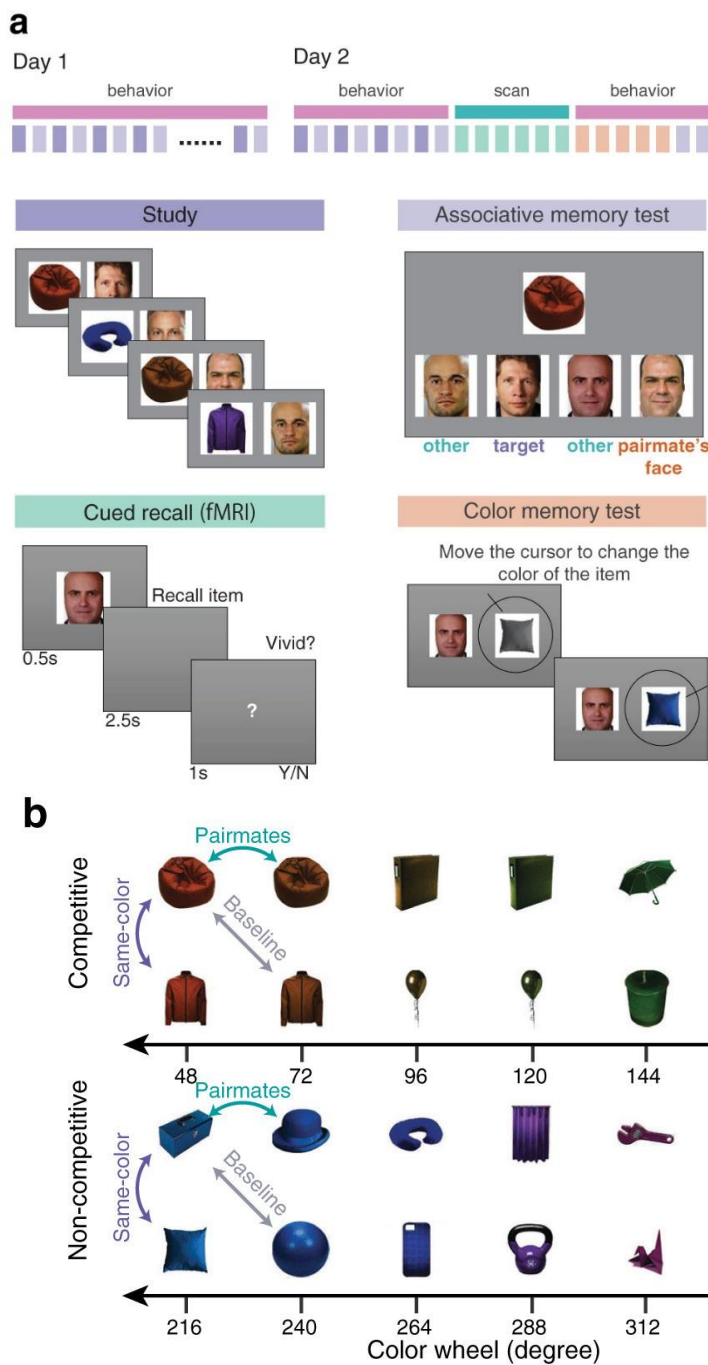 a
Day 1
Day 2
behavior
behavior
scan
behavior
Study
Associative memory test
other
target
other
pairmate's
face
Cued recall (fMRI)
Color memory test
Move the cursor to change the
color of the item
Recall item
Vivid?
0.5s
2.5s
?
1s
Y/N
b
Competitive
Pairmates
Same-color
Baseline
48
72
96
120
144
Non-competitive
Pairmates
Same-color
Baseline
216
240
264
288
312
Color wheel (degree)